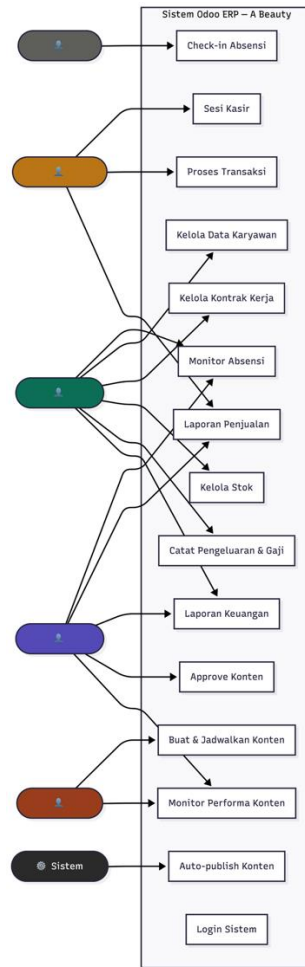 Sistem Odoo ERP — A Beauty
Check-in Absensi
Sesi Kasir
Proses Transaksi
Kelola Data Karyawan
Kelola Kontrak Kerja
Monitor Absensi
Laporan Penjualan
Kelola Stok
Catat Pengeluaran & Gaji
Laporan Keuangan
Approve Konten
Buat & Jadwalkan Konten
Monitor Performa Konten
Sistem
Auto-publish Konten
Login Sistem